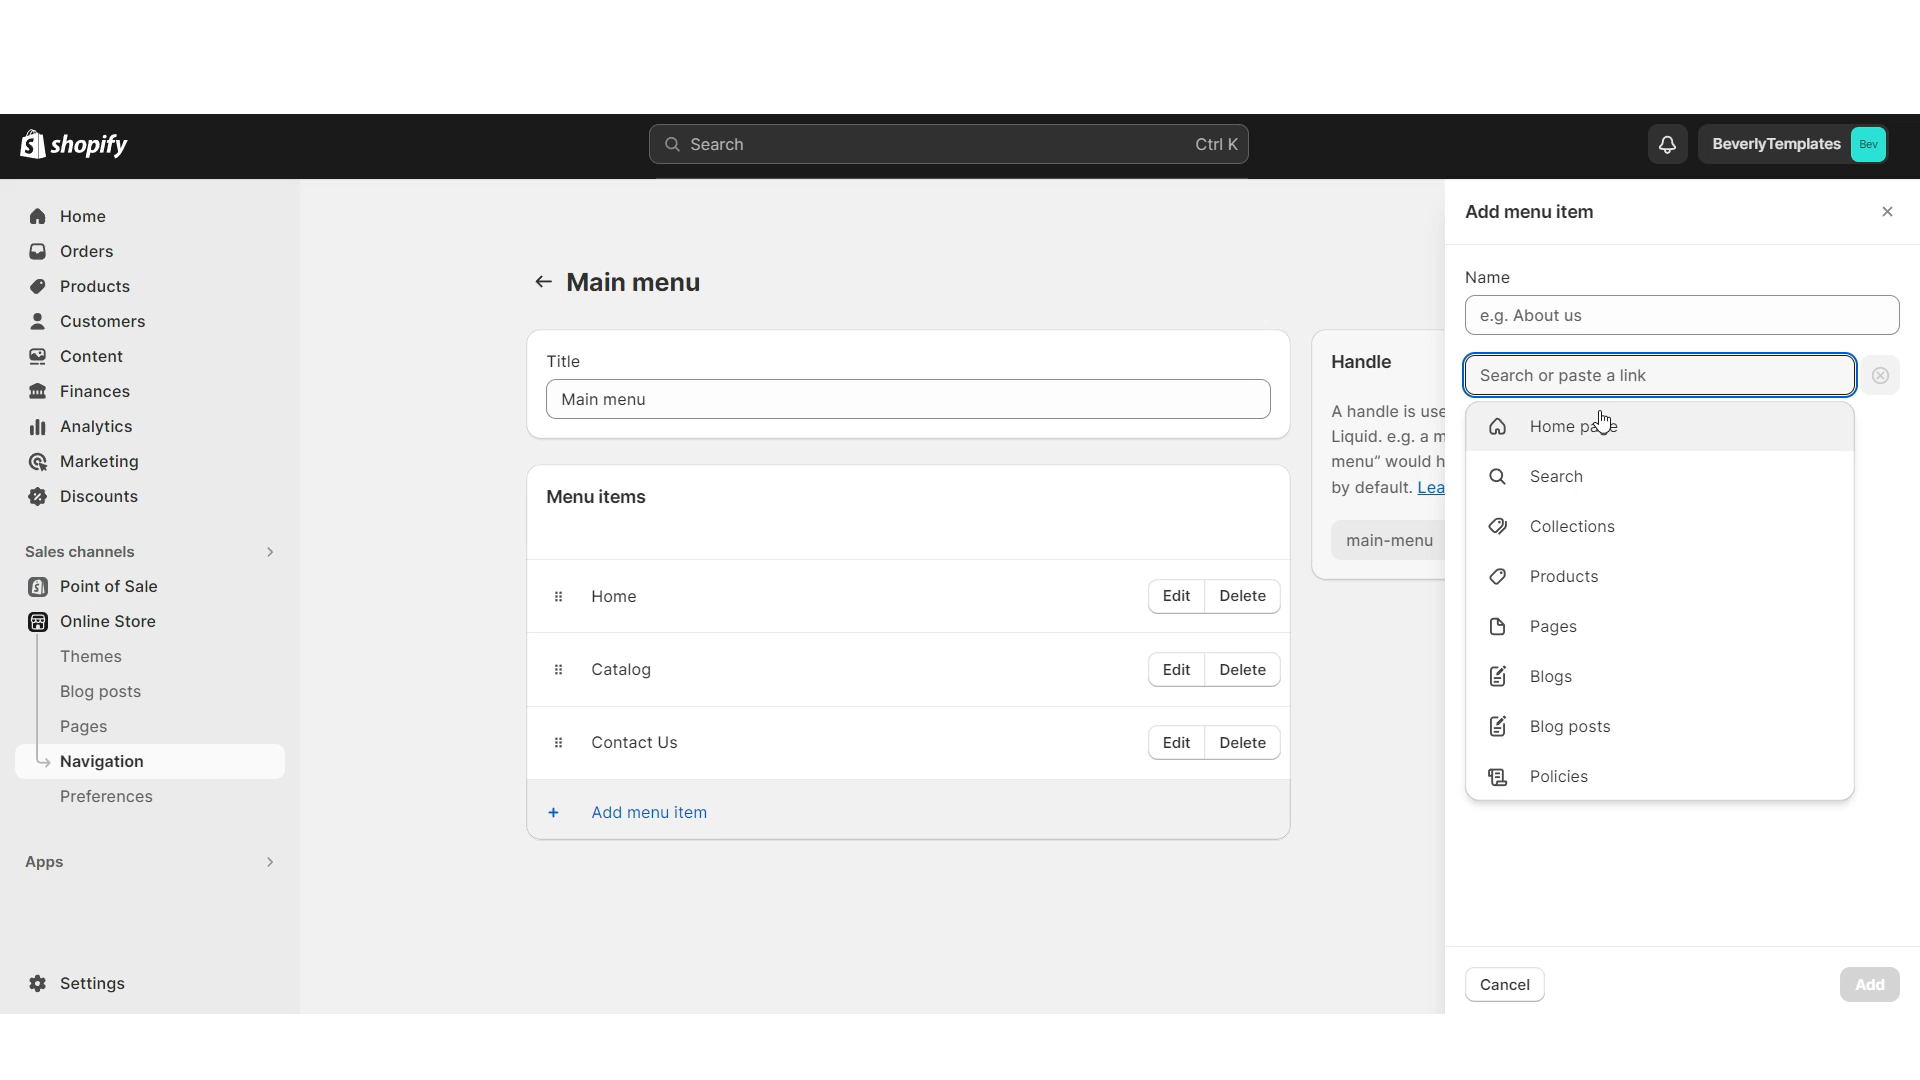 shopify
Search Ctrl K
BeverlyTemplates Bev
Home
Orders
Products
Customers
Content
Finances
Analytics
Marketing
Discounts
Sales channels
Point of Sale
Online Store
Themes
Blog posts
Pages
Navigation
Preferences
Apps
Settings
Main menu
Title
Main menu
Menu items
Home Edit Delete
Catalog Edit Delete
Contact Us Edit Delete
+ Add menu item
Handle
A handle is use
Liquid. e.g. a m
menu” would h
by default. Lea
main-menu
Add menu item
Name
e.g. About us
Search or paste a link
Home page
Search
Collections
Products
Pages
Blogs
Blog posts
Policies
Cancel Add